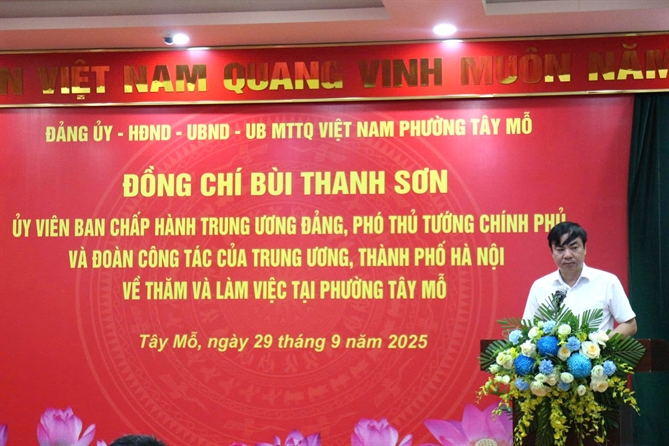 VIỆT NAM QUANG VINH MUÔN NĂM
ĐẢNG ỦY - HĐND - UBND - UB MTTQ VIỆT NAM PHƯỜNG TÂY MỖ
ĐỒNG CHÍ BÙI THANH SƠN
ỦY VIÊN BAN CHẤP HÀNH TRUNG ƯƠNG ĐẢNG, PHÓ THỦ TƯỚNG CHÍNH PHỦ
VÀ ĐOÀN CÔNG TÁC CỦA TRUNG ƯƠNG, THÀNH PHỐ HÀ NỘI
VỀ THĂM VÀ LÀM VIỆC TẠI PHƯỜNG TÂY MỖ
Tây Mỗ, ngày 29 tháng 9 năm 2025